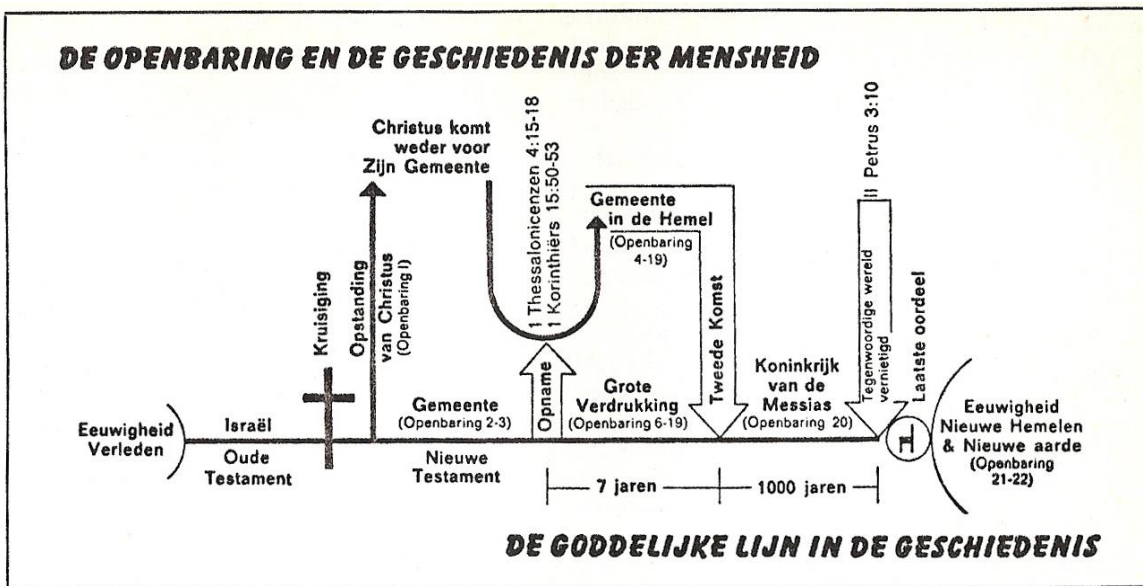 DE OPENBARING EN DE GESCHIEDENIS DER MENSHEID
Eeuwigheid
Verleden
Israël
Oude
Testament
Kruisiging
Opstanding
van Christus
(Openbaring I)
Christus komt
weder voor
Zijn Gemeente
Gemeente
(Openbaring 2-3)
Nieuwe
Testament
1 Thessalonicenzen 4:15-18
1 Korinthiërs 15:50-53
Opname
Gemeente
in de Hemel
(Openbaring
4-19)
Grote
Verdrukking
(Openbaring 6-19)
7 jaren
Tweede Komst
Koninkrijk
van de
Messias
(Openbaring 20)
1000 jaren
II Petrus 3:10
Tegenwoordige wereld
vernietigd
Laatste oordeel
Eeuwigheid
Nieuwe Hemelen
& Nieuwe aarde
(Openbaring
21-22)
DE GODDELIJKE LIJN IN DE GESCHIEDENIS